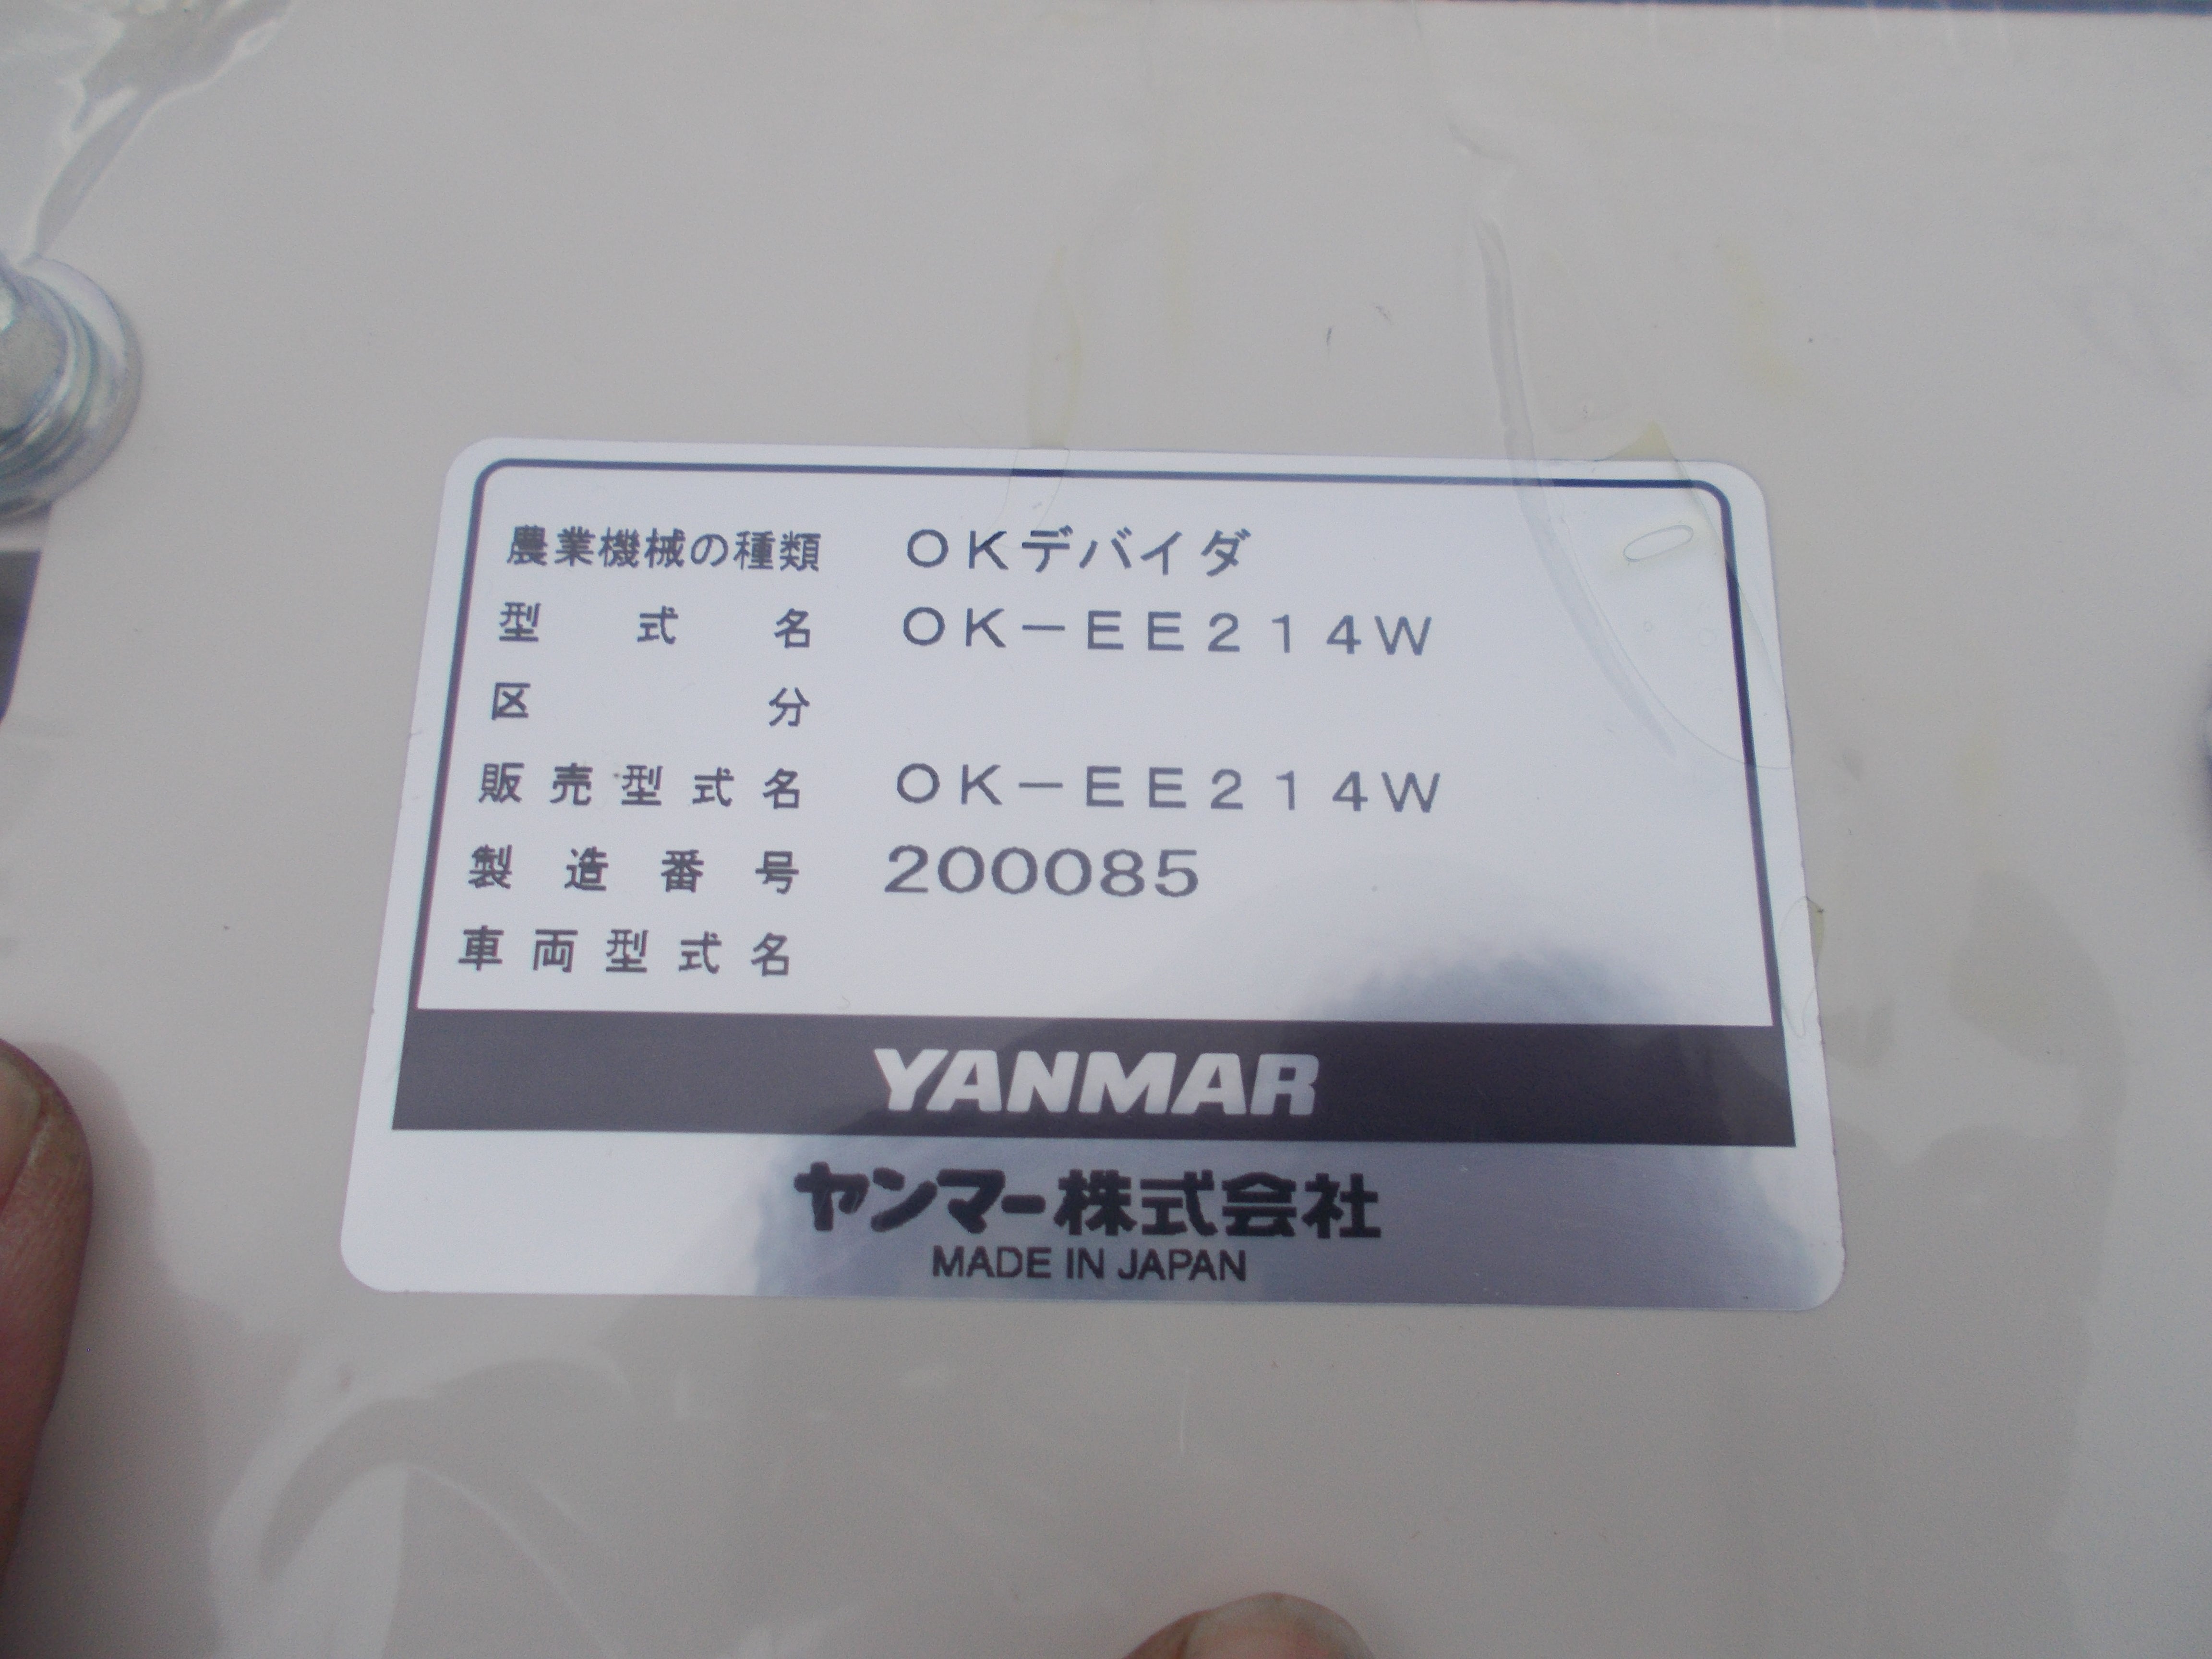 農業機械の種類 OKデバイダ
型式名 OK-EE214W
区分
販売型式名 OK-EE214W
製造番号 200085
車両型式名
YANMAR
ヤンマー株式会社
MADE IN JAPAN